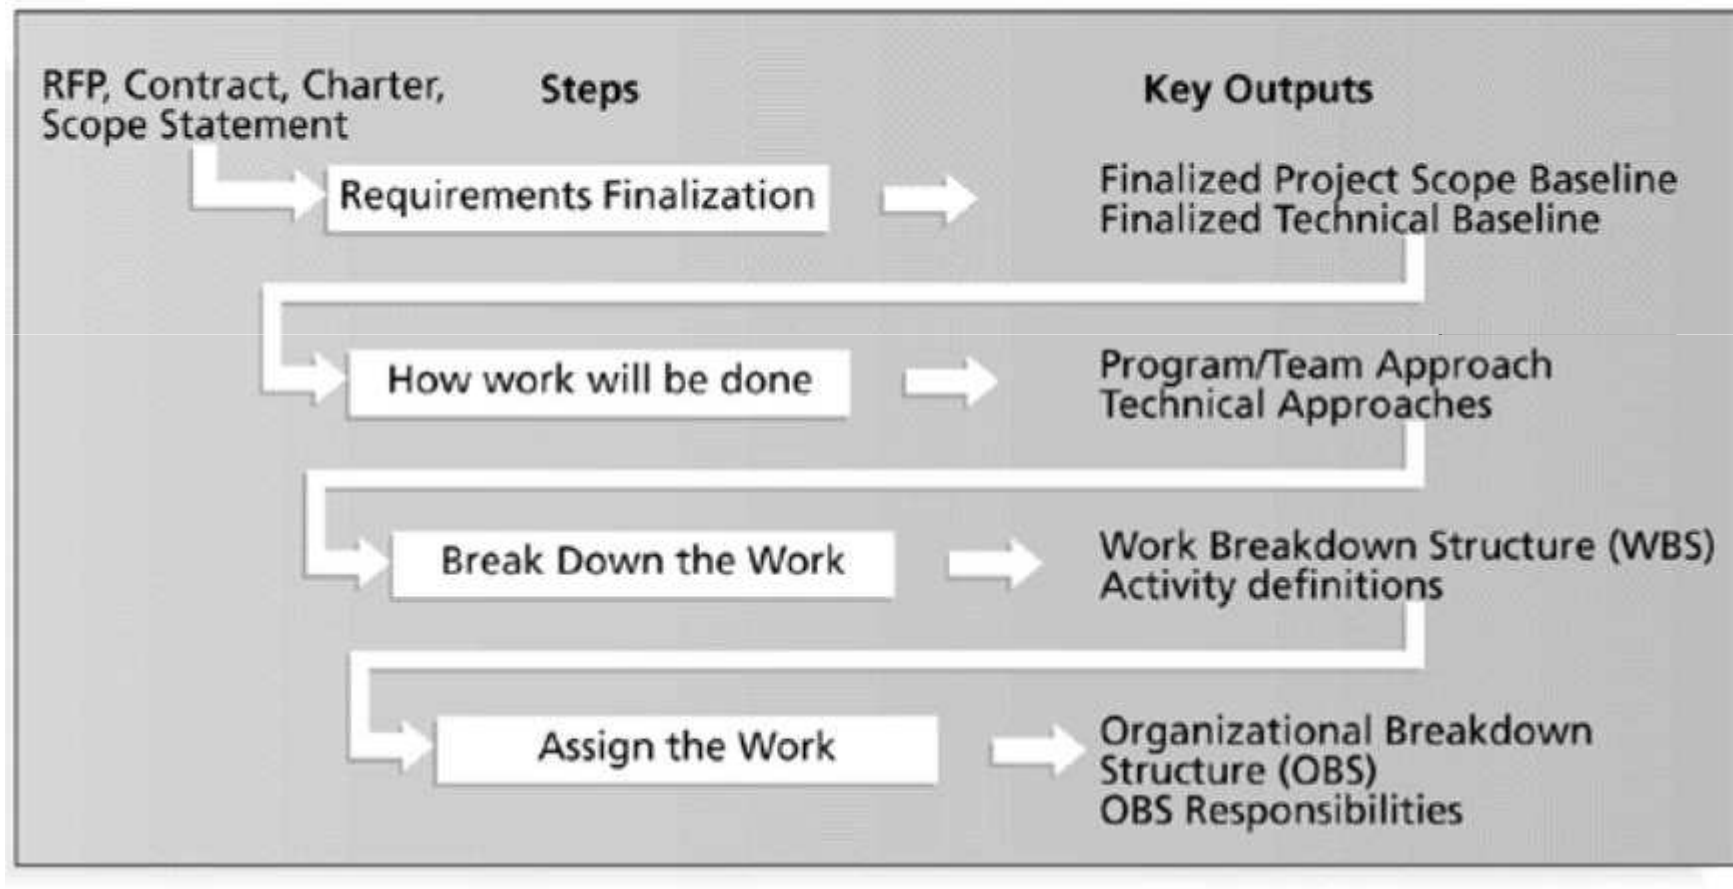 RFP, Contract, Charter,
Scope Statement
Steps
Key Outputs
Requirements Finalization
Finalized Project Scope Baseline
Finalized Technical Baseline
How work will be done
Program/Team Approach
Technical Approaches
Break Down the Work
Work Breakdown Structure (WBS)
Activity definitions
Assign the Work
Organizational Breakdown
Structure (OBS)
OBS Responsibilities